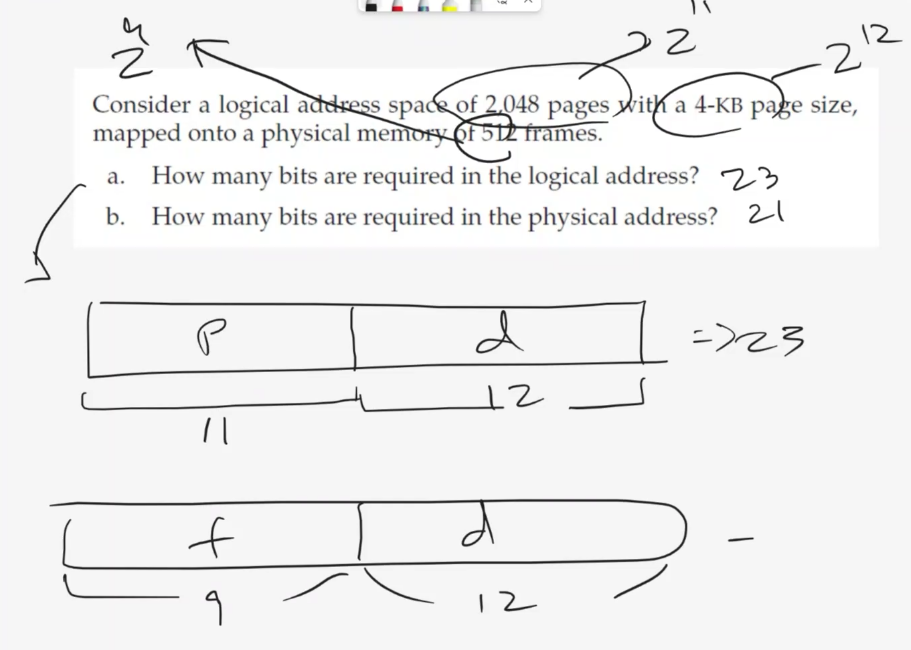 2^9 2^11 2^12
Consider a logical address space of 2,048 pages with a 4-KB page size,
mapped onto a physical memory of 512 frames.
a. How many bits are required in the logical address? 23
b. How many bits are required in the physical address? 21
p d => 23
11 12
f d -
9 12